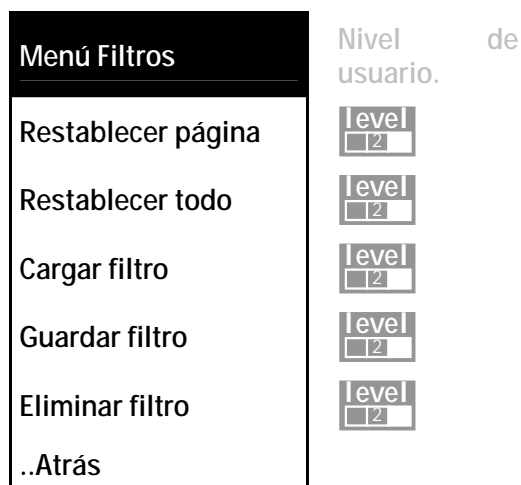 Menú Filtros
Nivel de
usuario.
Restablecer página
level
2
Restablecer todo
level
2
Cargar filtro
level
2
Guardar filtro
level
2
Eliminar filtro
level
2
..Atrás